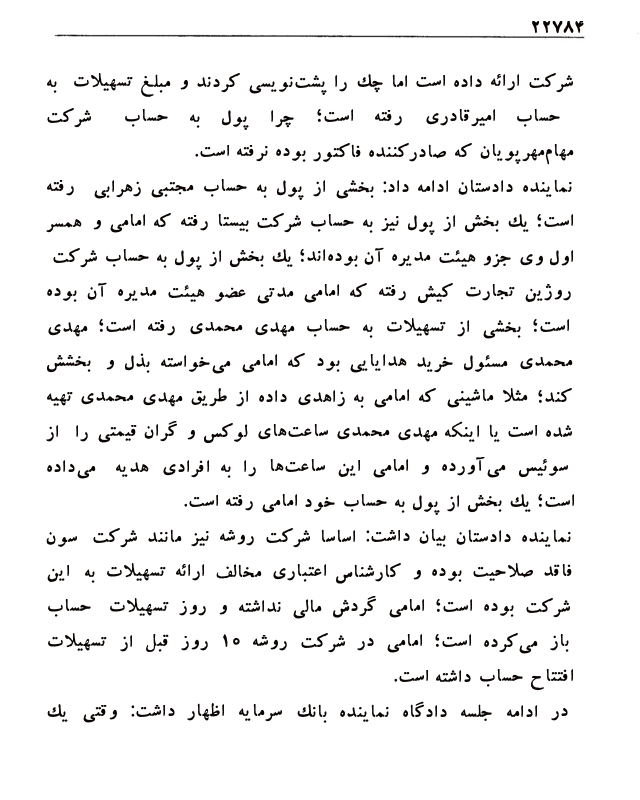 ۲۲۷۸۴
شرکت ارائه داده است اما چك را پشت‌نویسی کردند و مبلغ تسهیلات به
حساب امیرقادری رفته است؛ چرا پول به حساب شرکت
مهام‌مهرپویان که صادرکننده فاکتور بوده نرفته است.
نماینده دادستان ادامه داد: بخشی از پول به حساب مجتبی زهرابی رفته
است؛ یك بخش از پول نیز به حساب شرکت بیستا رفته که امامی و همسر
اول وی جزو هیئت مدیره آن بوده‌اند؛ یك بخش از پول به حساب شرکت
روژین تجارت کیش رفته که امامی مدتی عضو هیئت مدیره آن بوده
است؛ بخشی از تسهیلات به حساب مهدی محمدی رفته است؛ مهدی
محمدی مسئول خرید هدایایی بود که امامی می‌خواسته بذل و بخشش
کند؛ مثلا ماشینی که امامی به زاهدی داده از طریق مهدی محمدی تهیه
شده است یا اینکه مهدی محمدی ساعت‌های لوکس و گران قیمتی را از
سوئیس می‌آورده و امامی این ساعت‌ها را به افرادی هدیه می‌داده
است؛ یك بخش از پول به حساب خود امامی رفته است.
نماینده دادستان بیان داشت: اساسا شرکت روشه نیز مانند شرکت سون
فاقد صلاحیت بوده و کارشناس اعتباری مخالف ارائه تسهیلات به این
شرکت بوده است؛ امامی گردش مالی نداشته و روز تسهیلات حساب
باز می‌کرده است؛ امامی در شرکت روشه ۱۵ روز قبل از تسهیلات
افتتاح حساب داشته است.
در ادامه جلسه دادگاه نماینده بانك سرمایه اظهار داشت: وقتی یك